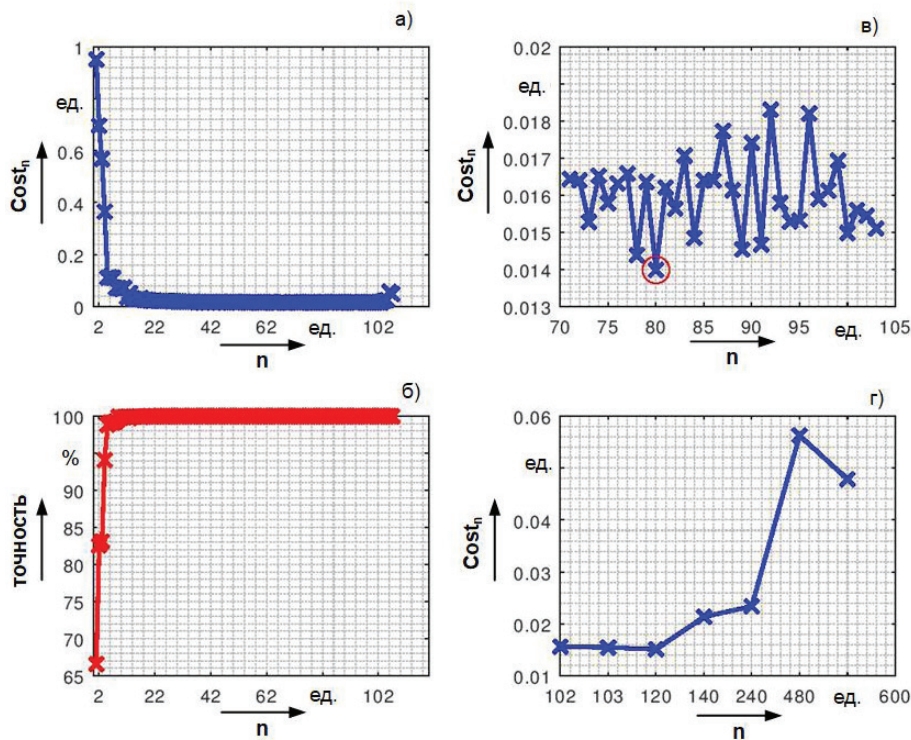 а)
1
ед.
0.8
0.6
0.4
0.2
0
Costₙ
2 22 42 62 ед. 102
n
в)
0.02
ед.
0.018
0.017
0.016
0.015
0.014
0.013
Costₙ
70 75 80 85 90 95 ед. 105
n
б)
100
%
90
85
80
75
70
65
точность
2 22 42 62 ед. 102
n
г)
0.06
ед.
0.04
0.03
0.02
0.01
Costₙ
102 103 120 140 240 480 ед. 600
n